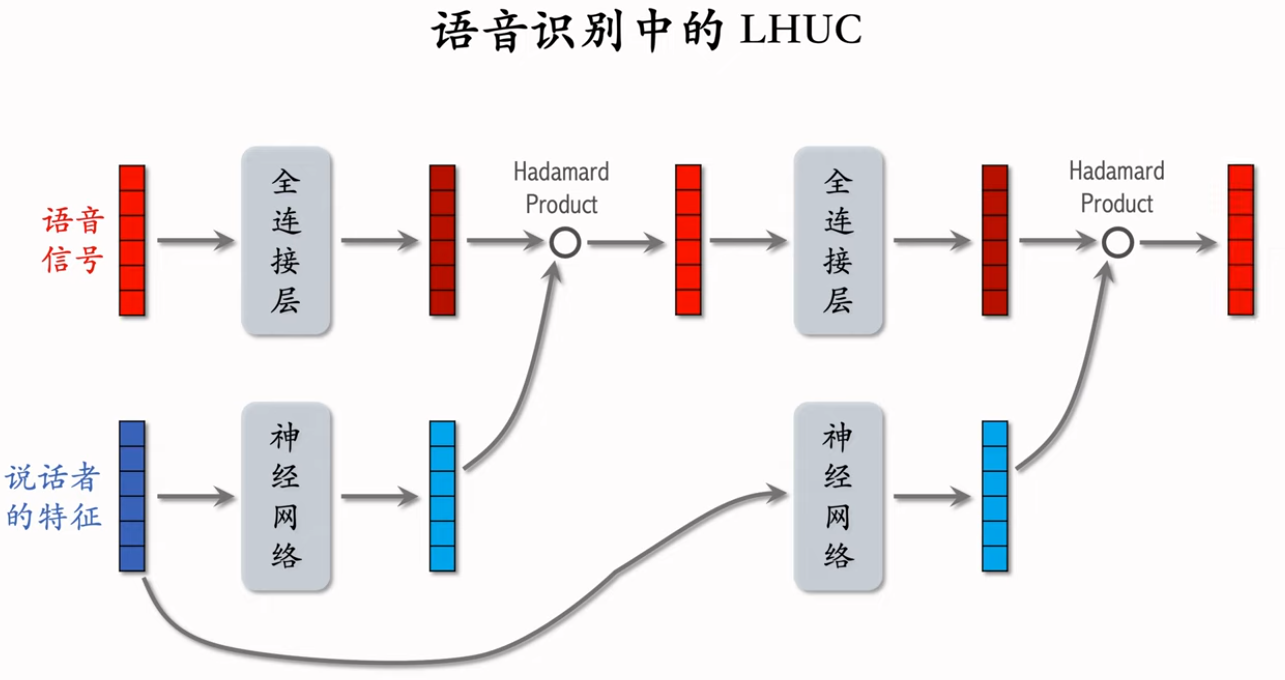 语音识别中的 LHUC
语音
信号
全
连
接
层
Hadamard
Product
全
连
接
层
Hadamard
Product
说话者
的特征
神
经
网
络
神
经
网
络